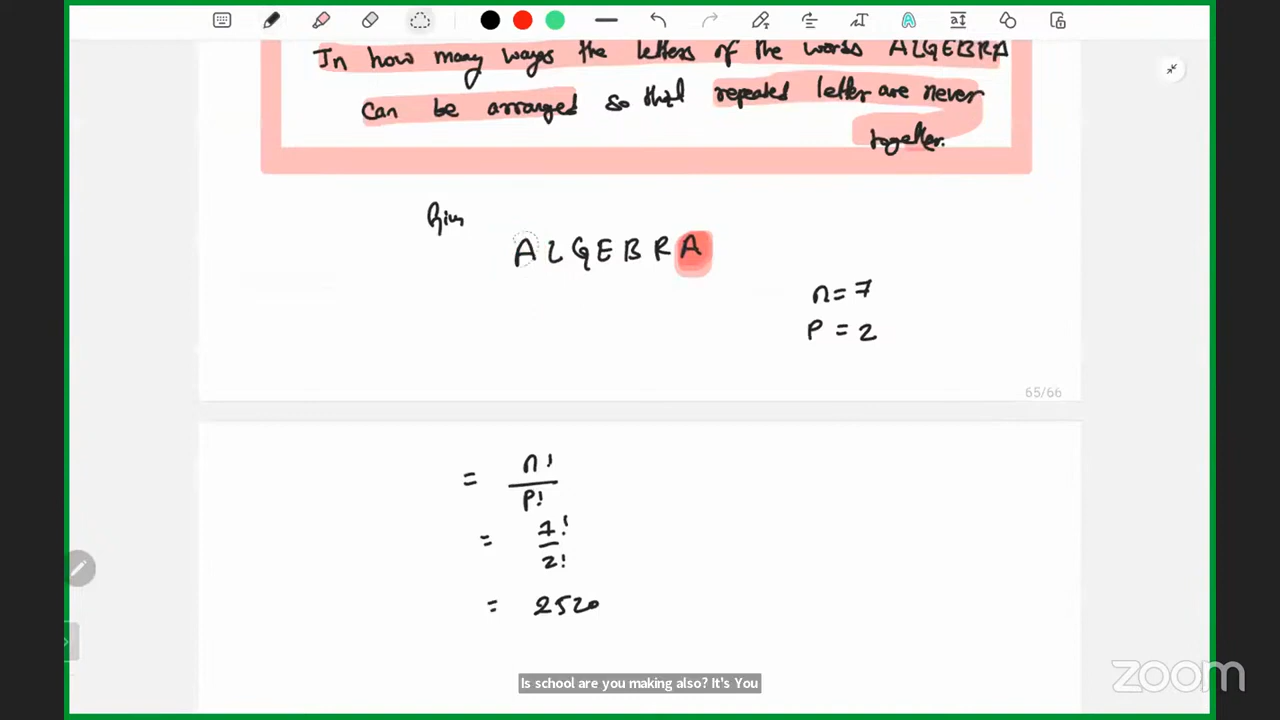 In how many ways the letters of the words ALGEBRA
can be arranged so that repeated letter are never
together.
ALGEBRA
n = 7
P = 2
65/66
= n!/P!
= 7!/2!
= 2520
Is school are you making also? It's You
zoom